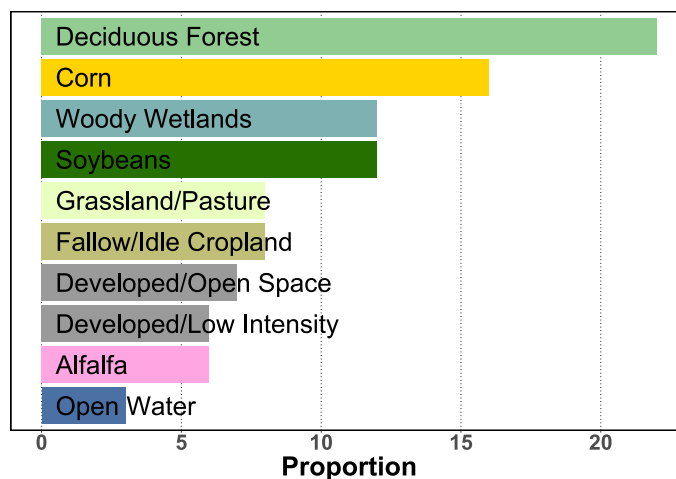 Deciduous Forest
Corn
Woody Wetlands
Soybeans
Grassland/Pasture
Fallow/Idle Cropland
Developed/Open Space
Developed/Low Intensity
Alfalfa
Open Water
0 5 10 15 20
Proportion